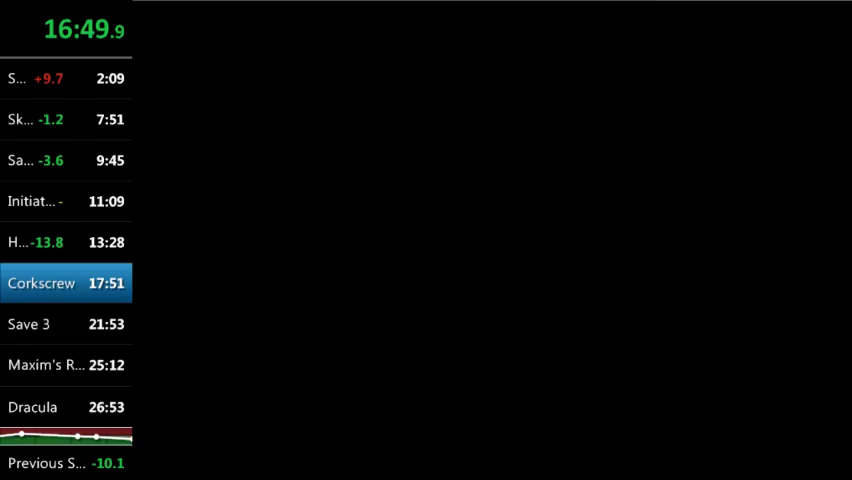 16:49.9
S... +9.7 2:09
Sk... -1.2 7:51
Sa... -3.6 9:45
Initiat... - 11:09
H... -13.8 13:28
Corkscrew 17:51
Save 3 21:53
Maxim's R... 25:12
Dracula 26:53
Previous S... -10.1